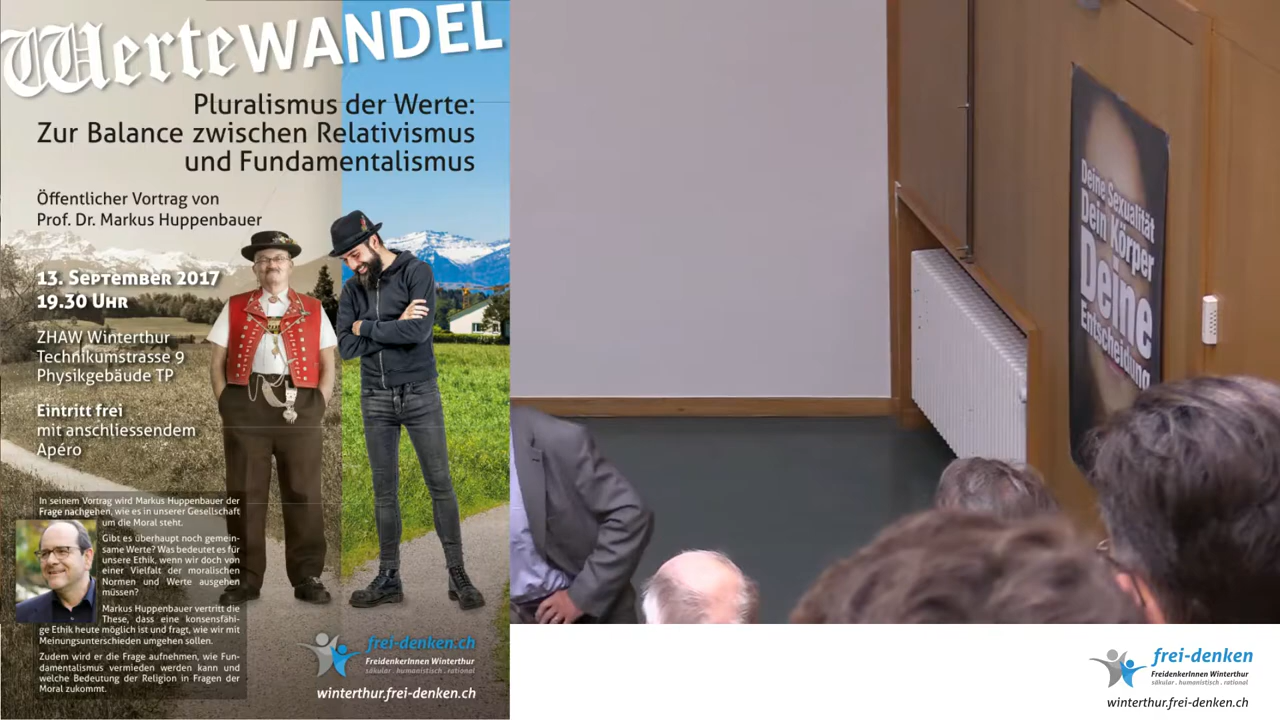 WerteWANDEL
Pluralismus der Werte:
Zur Balance zwischen Relativismus
und Fundamentalismus
Öffentlicher Vortrag von
Prof. Dr. Markus Huppenbauer
13. September 2017
19.30 Uhr
ZHAW Winterthur
Technikumstrasse 9
Physikgebäude TP
Eintritt frei
mit anschliessendem
Apéro
In seinem Vortrag wird Markus Huppenbauer der
Frage nachgehen, wie es in unserer Gesellschaft
um die Moral steht.
Gibt es überhaupt noch gemein-
same Werte? Was bedeutet es für
unsere Ethik, wenn wir doch von
einer Vielfalt der moralischen
Normen und Werte ausgehen
müssen?
Markus Huppenbauer vertritt die
These, dass eine konsensfähi-
ge Ethik heute möglich ist und fragt, wie wir mit
Meinungsunterschieden umgehen sollen.
Zudem wird er die Frage aufnehmen, wie Fun-
damentalismus vermieden werden kann und
welche Bedeutung der Religion in Fragen der
Moral zukommt.
frei-denken.ch
FreidenkerInnen Winterthur
säkular . humanistisch . rational
winterthur.frei-denken.ch
Deine Sexualität
Dein Körper
Deine
Entscheidung
frei-denken
FreidenkerInnen Winterthur
säkular . humanistisch . rational
winterthur.frei-denken.ch